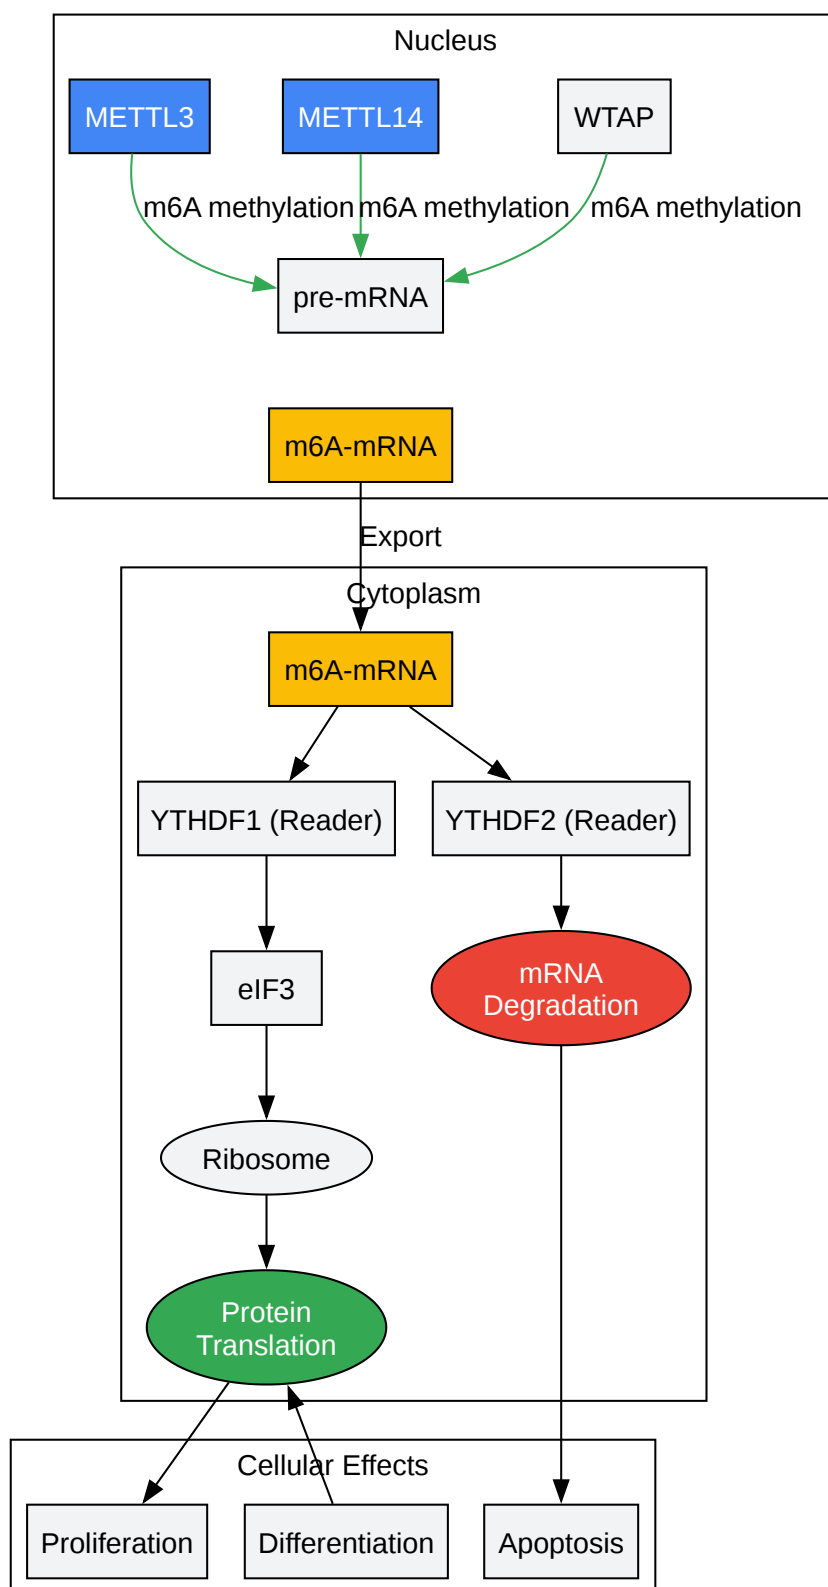 Nucleus
METTL3
METTL14
WTAP
m6A methylation
m6A methylation
m6A methylation
pre-mRNA
m6A-mRNA
Export
Cytoplasm
m6A-mRNA
YTHDF1 (Reader)
YTHDF2 (Reader)
eIF3
mRNA
Degradation
Ribosome
Protein
Translation
Cellular Effects
Proliferation
Differentiation
Apoptosis